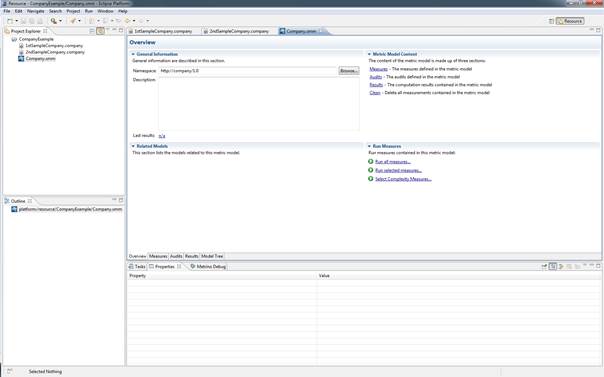 Resource - CompanyExample/Company.smm - Eclipse Platform
File Edit Navigate Search Project Run Window Help
Resource
Project Explorer
CompanyExample
1stSampleCompany.company
2ndSampleCompany.company
Company.smm
Outline
platform:/resource/CompanyExample/Company.smm
1stSampleCompany.company 2ndSampleCompany.company Company.smm
Overview
General Information
General information are described in this section.
Namespace: http://company/1.0 Browse...
Description:
Last results: n/a
Metric Model Content
The content of the metric model is made up of three sections:
Measures - The measures defined in the metric model
Audits - The audits defined in the metric model
Results - The computation results contained in the metric model
Clean - Delete all measurements contained in the metric model
Related Models
This section lists the models related to this metric model.
Run Measures
Run measures contained in this metric model:
Run all measures...
Run selected measures...
Select Complexity Measures...
Overview Measures Audits Results Model Tree
Tasks Properties Metrino Debug
Property Value
Selected Nothing